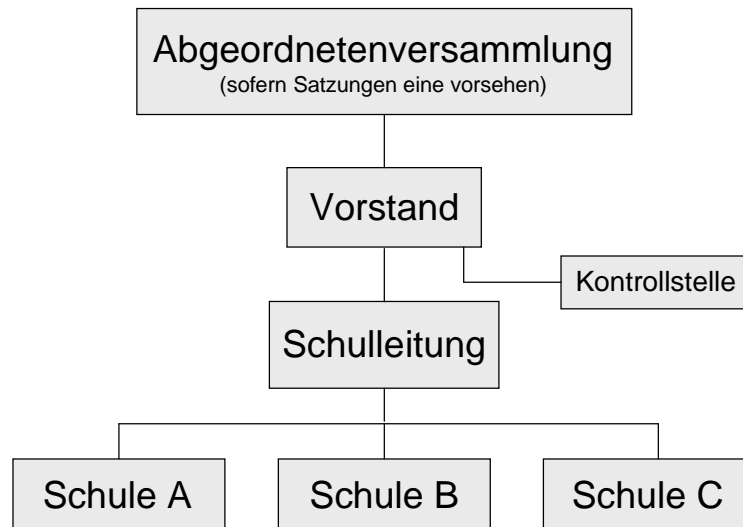 Abgeordnetenversammlung
(sofern Satzungen eine vorsehen)
Vorstand
Kontrollstelle
Schulleitung
Schule A
Schule B
Schule C